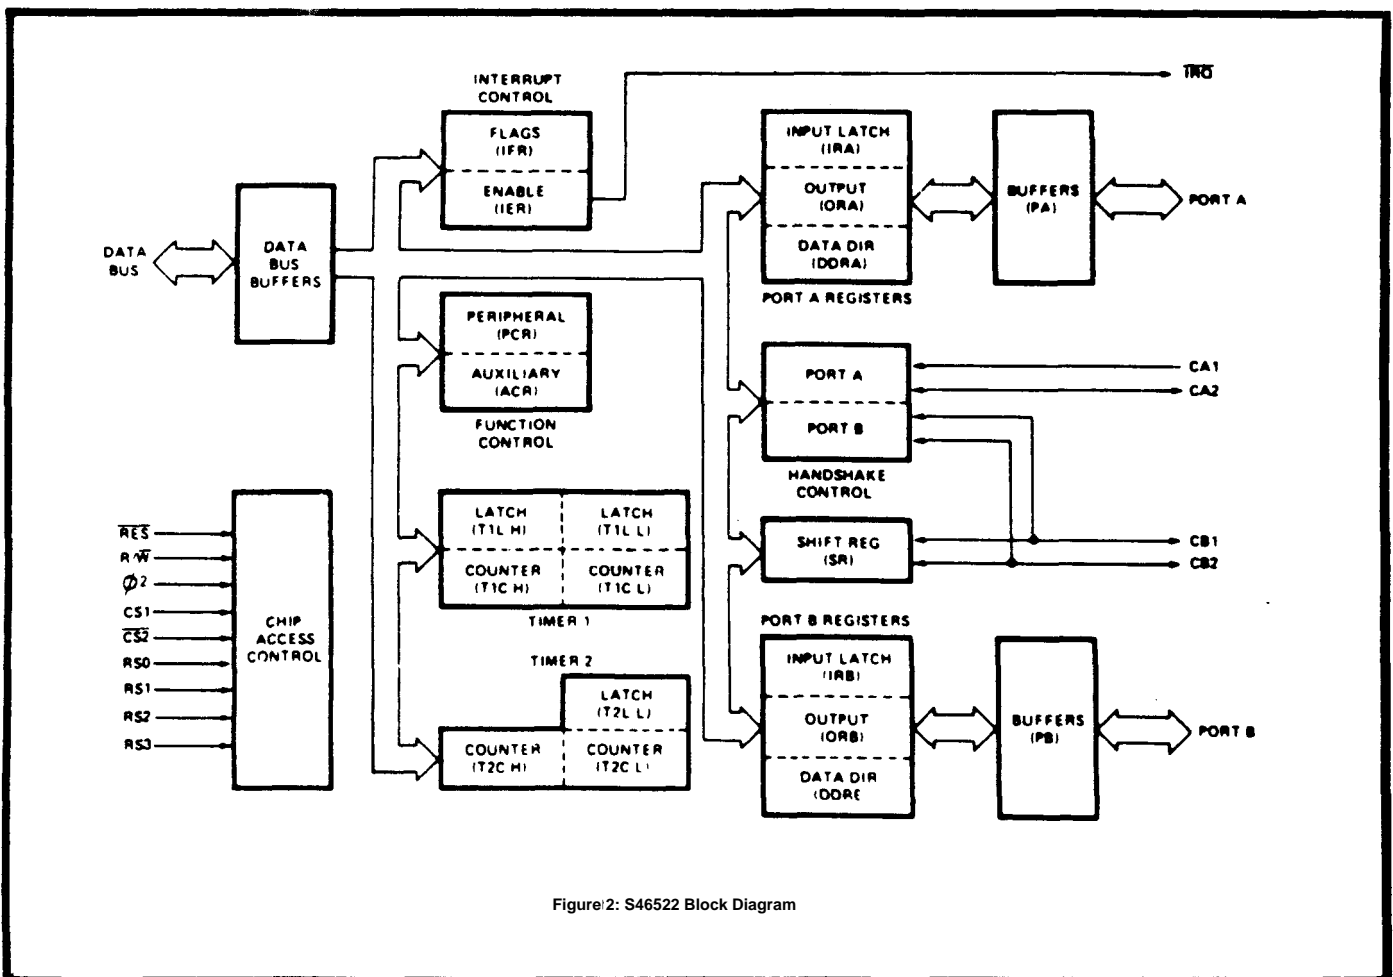 INTERRUPT
CONTROL
FLAGS
(IFR)
ENABLE
(IER)
IRQ
INPUT LATCH
(IRA)
OUTPUT
(ORA)
DATA DIR
(DDRA)
PORT A REGISTERS
BUFFERS
(PA)
PORT A
DATA
BUS
DATA
BUS
BUFFERS
PERIPHERAL
(PCR)
AUXILIARY
(ACR)
FUNCTION
CONTROL
PORT A
PORT B
HANDSHAKE
CONTROL
CA1
CA2
RES
R/W
φ2
CS1
CS2
RS0
RS1
RS2
RS3
CHIP
ACCESS
CONTROL
LATCH
(T1L H)
LATCH
(T1L L)
COUNTER
(T1C H)
COUNTER
(T1C L)
TIMER 1
SHIFT REG
(SR)
CB1
CB2
TIMER 2
LATCH
(T2L L)
COUNTER
(T2C H)
COUNTER
(T2C L)
PORT B REGISTERS
INPUT LATCH
(IRB)
OUTPUT
(ORB)
DATA DIR
(DDRE
BUFFERS
(PB)
PORT B
Figure 2: S46522 Block Diagram